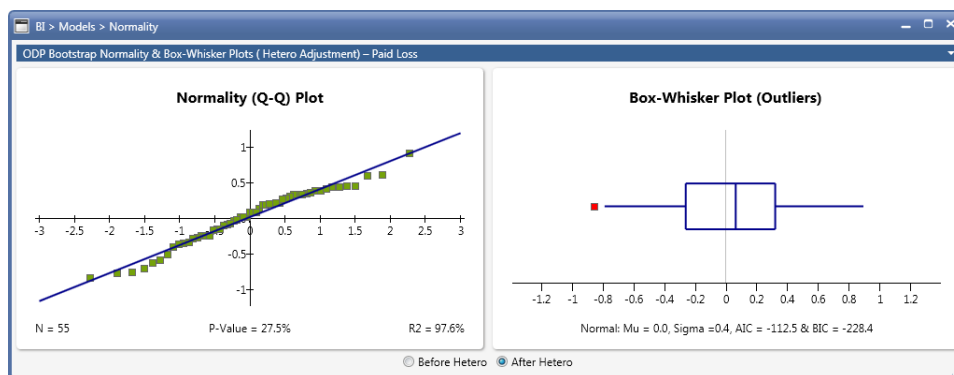 BI > Models > Normality
ODP Bootstrap Normality & Box-Whisker Plots ( Hetero Adjustment) – Paid Loss
Normality (Q-Q) Plot
1
0.5
-3 -2.5 -2 -1.5 -1 -0.5 0 0.5 1 1.5 2 2.5 3
-0.5
-1
N = 55 P-Value = 27.5% R2 = 97.6%
Box-Whisker Plot (Outliers)
-1.2 -1 -0.8 -0.6 -0.4 -0.2 0 0.2 0.4 0.6 0.8 1 1.2
Normal: Mu = 0.0, Sigma =0.4, AIC = -112.5 & BIC = -228.4
Before Hetero After Hetero